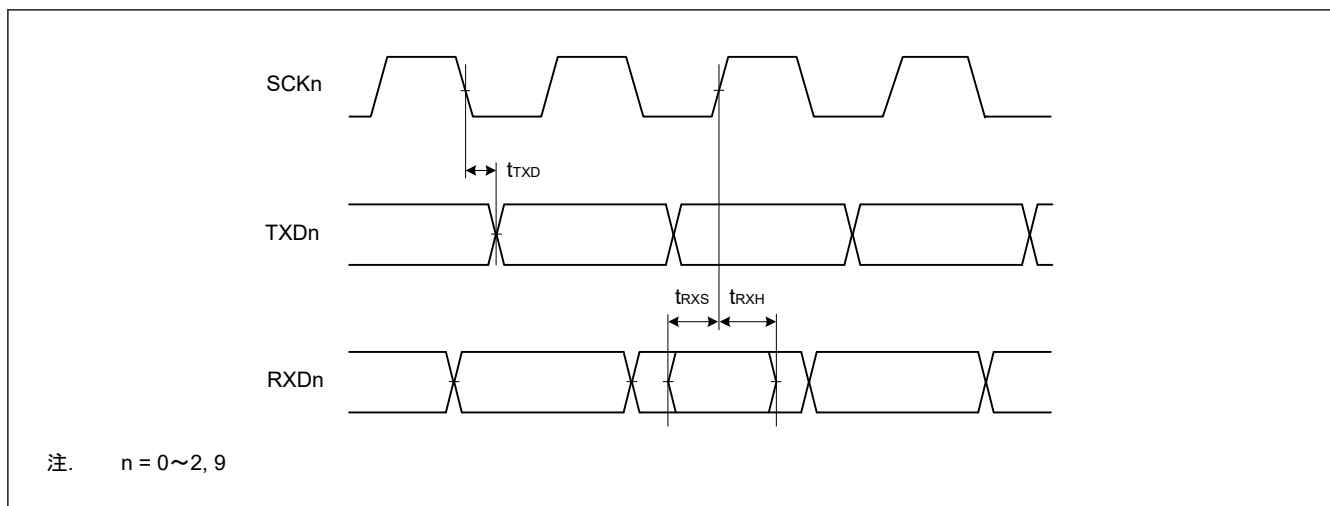 SCKn
tTXD
TXDn
tRXS tRXH
RXDn
注. n = 0～2, 9